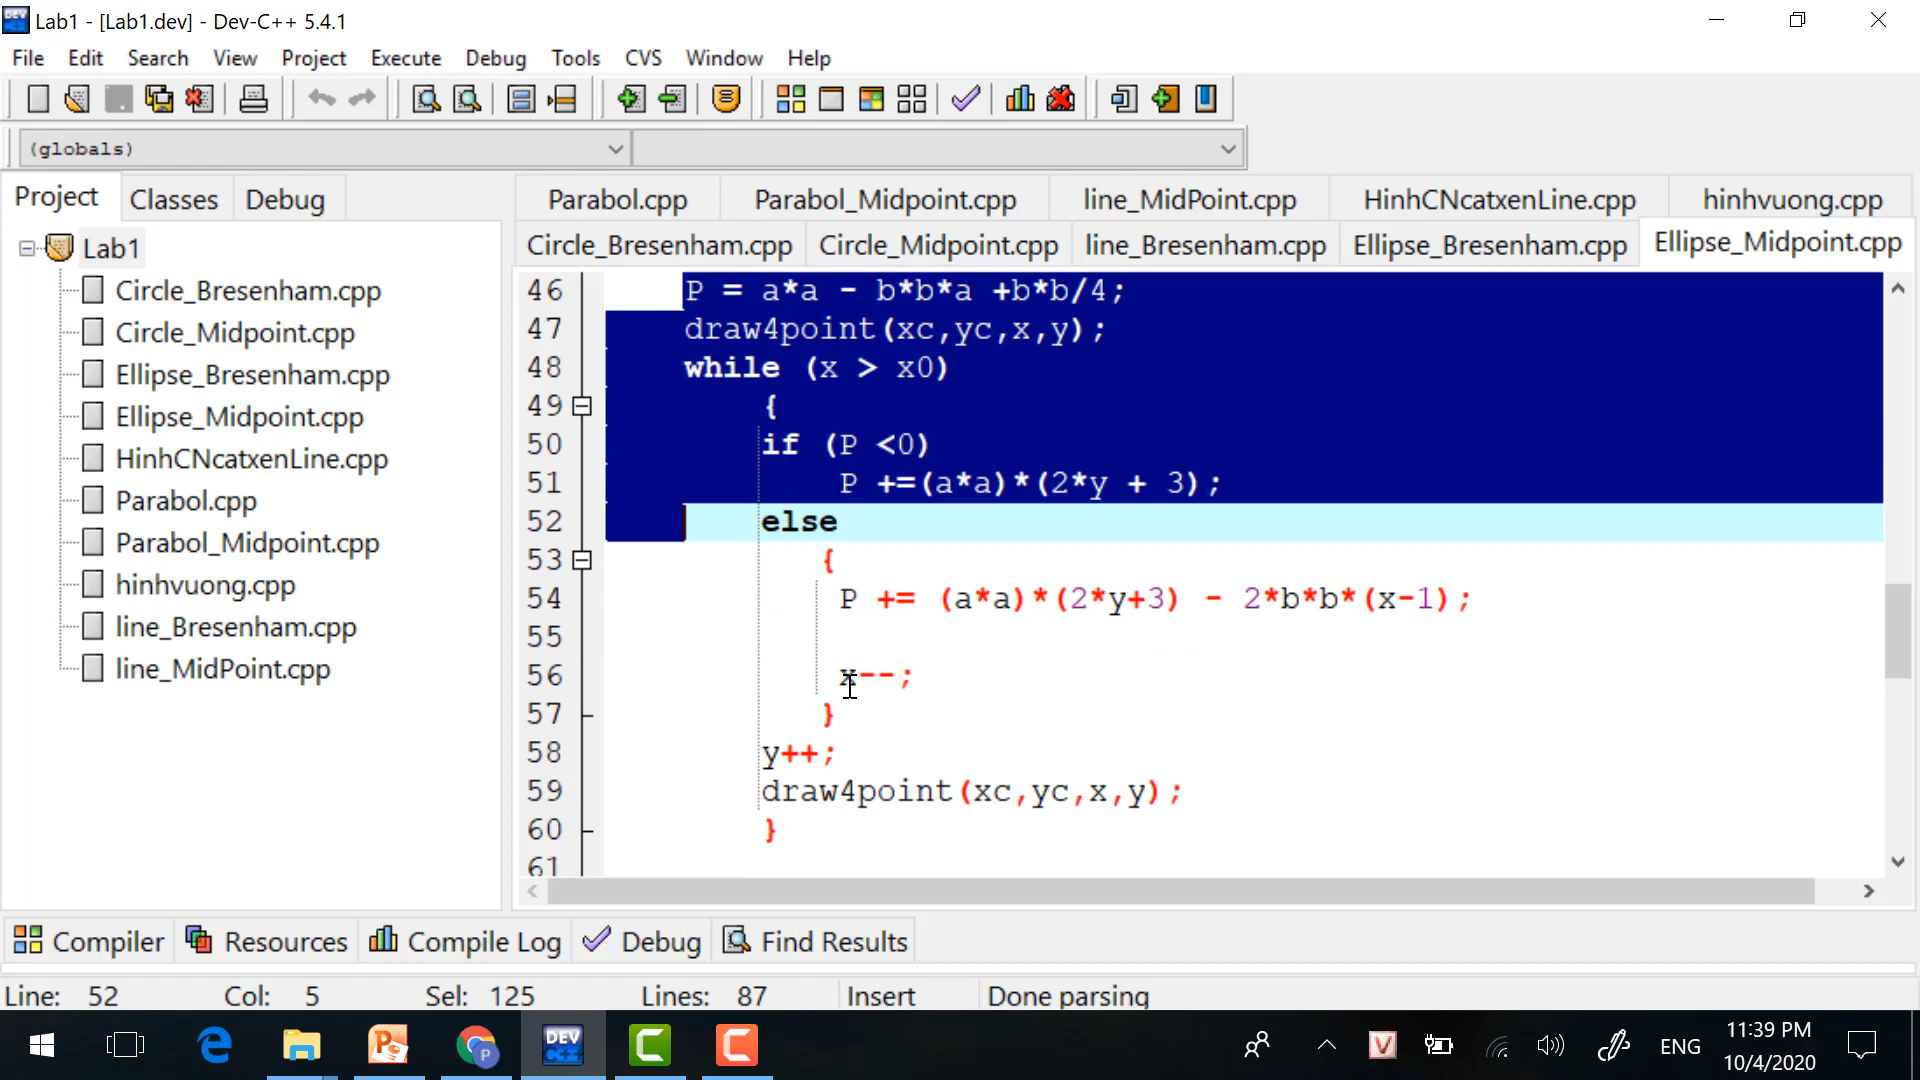 Lab1 - [Lab1.dev] - Dev-C++ 5.4.1
File Edit Search View Project Execute Debug Tools CVS Window Help
(globals)
Project Classes Debug
Parabol.cpp Parabol_Midpoint.cpp line_MidPoint.cpp HinhCNcatxenLine.cpp hinhvuong.cpp
Circle_Bresenham.cpp Circle_Midpoint.cpp line_Bresenham.cpp Ellipse_Bresenham.cpp Ellipse_Midpoint.cpp
Lab1
Circle_Bresenham.cpp
Circle_Midpoint.cpp
Ellipse_Bresenham.cpp
Ellipse_Midpoint.cpp
HinhCNcatxenLine.cpp
Parabol.cpp
Parabol_Midpoint.cpp
hinhvuong.cpp
line_Bresenham.cpp
line_MidPoint.cpp
46 P = a*a - b*b*a +b*b/4;
47 draw4point(xc,yc,x,y);
48 while (x > x0)
49 {
50 if (P <0)
51 P +=(a*a)*(2*y + 3);
52 else
53 {
54 P += (a*a)*(2*y+3) - 2*b*b*(x-1);
55
56 x--;
57 }
58 y++;
59 draw4point(xc,yc,x,y);
60 }
61
Compiler Resources Compile Log Debug Find Results
Line: 52 Col: 5 Sel: 125 Lines: 87 Insert Done parsing
DEV C++
ENG
11:39 PM
10/4/2020